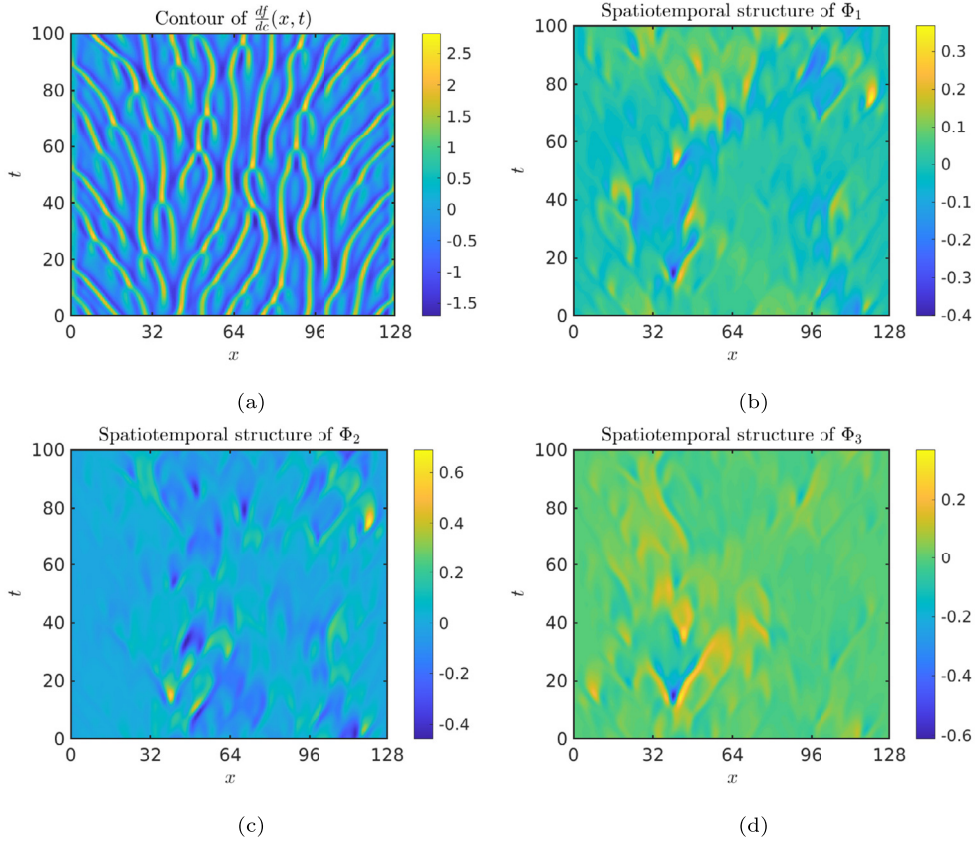 Contour of df/dc (x, t)
100
80
60
40
20
0
t
0 32 64 96 128
x
2.5
2
1.5
1
0.5
0
-0.5
-1
-1.5
(a)
Spatiotemporal structure of Φ1
100
80
60
40
20
0
t
0 32 64 96 128
x
0.3
0.2
0.1
0
-0.1
-0.2
-0.3
-0.4
(b)
Spatiotemporal structure of Φ2
100
80
60
40
20
0
t
0 32 64 96 128
x
0.6
0.4
0.2
0
-0.2
-0.4
(c)
Spatiotemporal structure of Φ3
100
80
60
40
20
0
t
0 32 64 96 128
x
0.2
0
-0.2
-0.4
-0.6
(d)